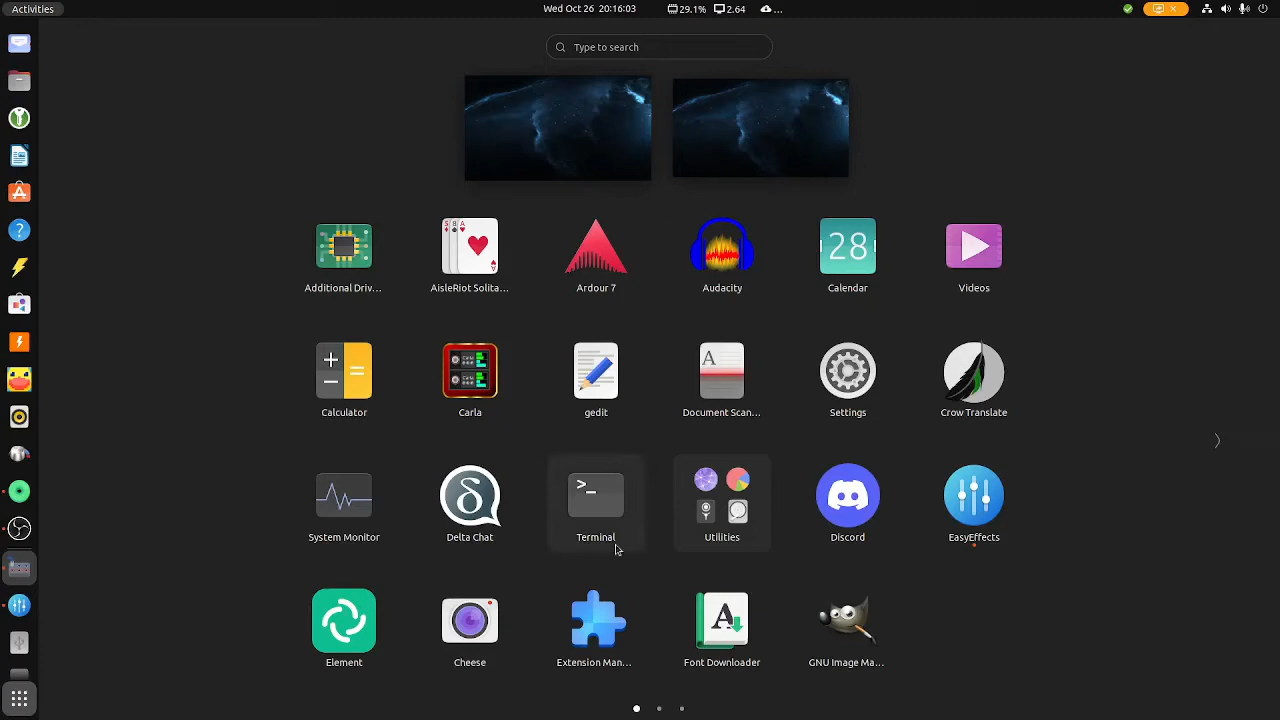 Activities
Wed Oct 26 20:16:03
29.1% 2.64 ...
Type to search
Additional Driv...
AisleRiot Solita...
Ardour 7
Audacity
28
Calendar
Videos
Calculator
Carla
gedit
A
Document Scan...
Settings
Crow Translate
System Monitor
Delta Chat
>_
Terminal
Utilities
Discord
EasyEffects
Element
Cheese
Extension Man...
Font Downloader
GNU Image Ma...